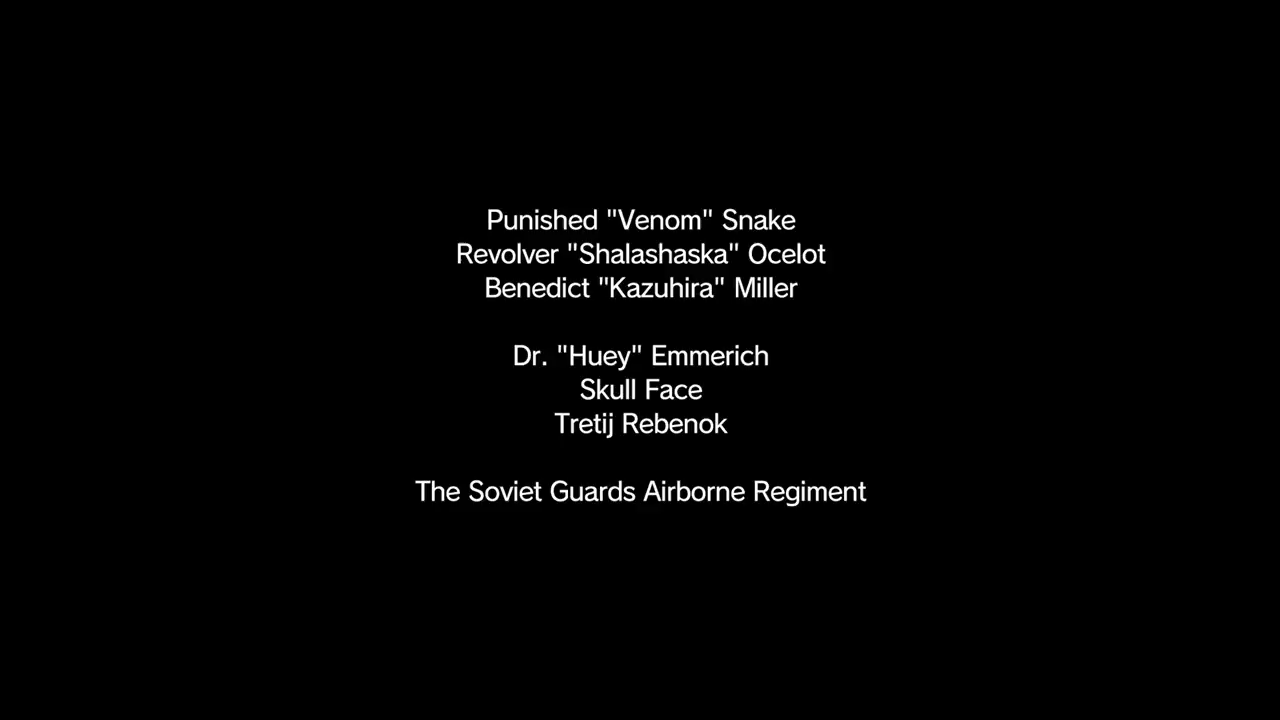 Punished "Venom" Snake
Revolver "Shalashaska" Ocelot
Benedict "Kazuhira" Miller
Dr. "Huey" Emmerich
Skull Face
Tretij Rebenok
The Soviet Guards Airborne Regiment